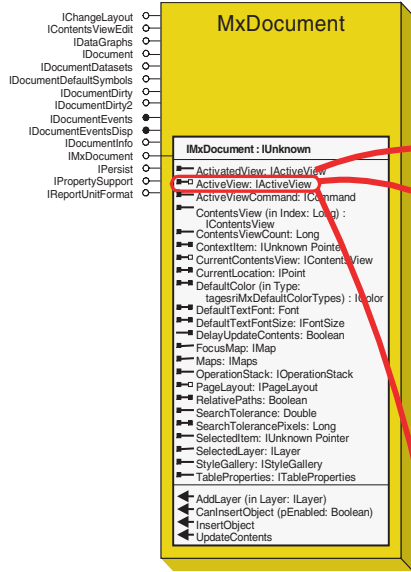 MxDocument
IChangeLayout
IContentsViewEdit
IDataGraphs
IDocument
IDocumentDatasets
IDocumentDefaultSymbols
IDocumentDirty
IDocumentDirty2
IDocumentEvents
IDocumentEventsDisp
IDocumentInfo
IMxDocument
IPersist
IPropertySupport
IReportUnitFormat
IMxDocument : IUnknown
ActivatedView: IActiveView
ActiveView: IActiveView
ActiveViewCommand: ICommand
ContentsView (in Index: Long) :
IContentsView
ContentsViewCount: Long
ContextItem: IUnknown Pointer
CurrentContentsView: IContentsView
CurrentLocation: IPoint
DefaultColor (in Type:
tagesriMxDefaultColorTypes) : IColor
DefaultTextFont: Font
DefaultTextFontSize: IFontSize
DelayUpdateContents: Boolean
FocusMap: IMap
Maps: IMaps
OperationStack: IOperationStack
PageLayout: IPageLayout
RelativePaths: Boolean
SearchTolerance: Double
SearchTolerancePixels: Long
SelectedItem: IUnknown Pointer
SelectedLayer: ILayer
StyleGallery: IStyleGallery
TableProperties: ITableProperties
AddLayer (in Layer: ILayer)
CanInsertObject (pEnabled: Boolean)
InsertObject
UpdateContents